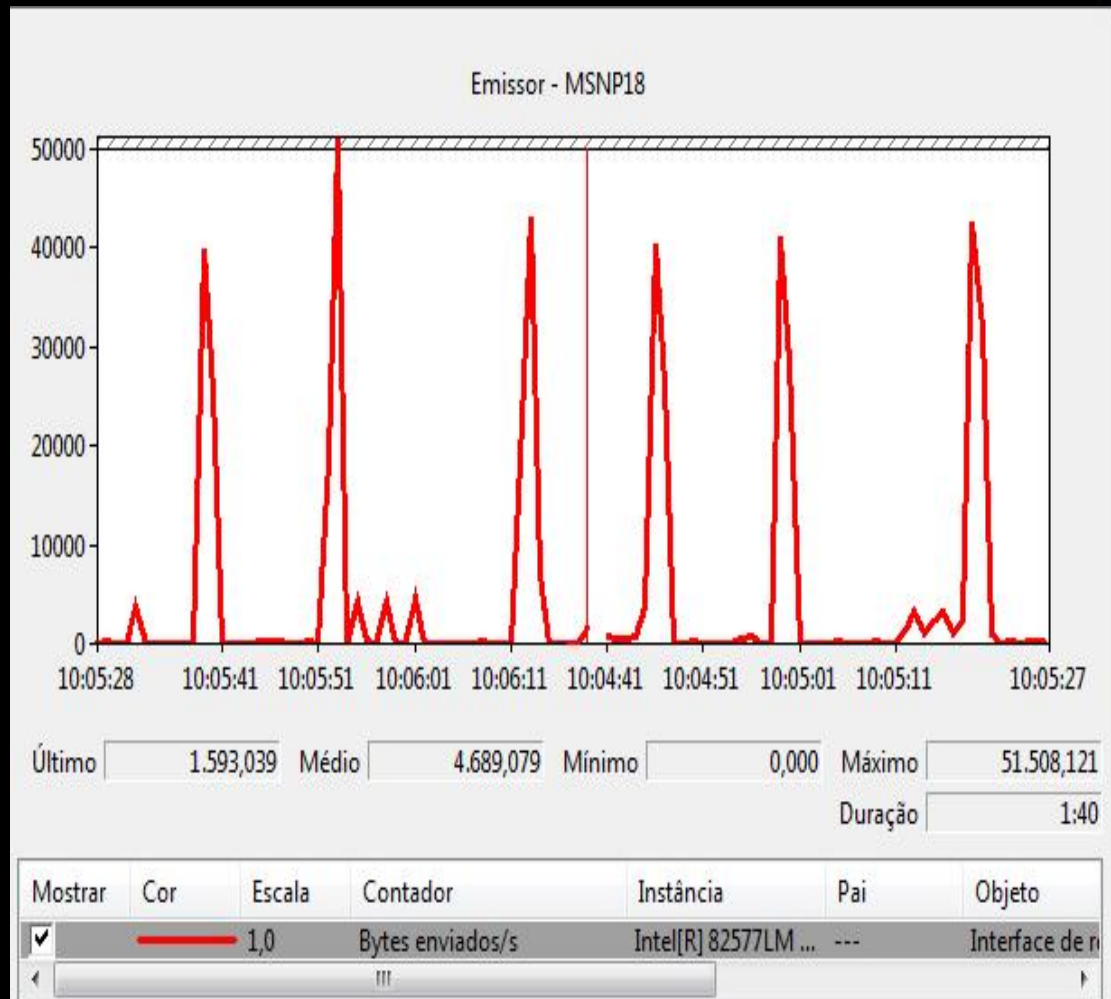 Emissor - MSNP18
50000
40000
30000
20000
10000
0
10:05:28 10:05:41 10:05:51 10:06:01 10:06:11 10:04:41 10:04:51 10:05:01 10:05:11 10:05:27
Último 1.593,039 Médio 4.689,079 Mínimo 0,000 Máximo 51.508,121
Duração 1:40
Mostrar Cor Escala Contador Instância Pai Objeto
1,0 Bytes enviados/s Intel[R] 82577LM ... --- Interface de